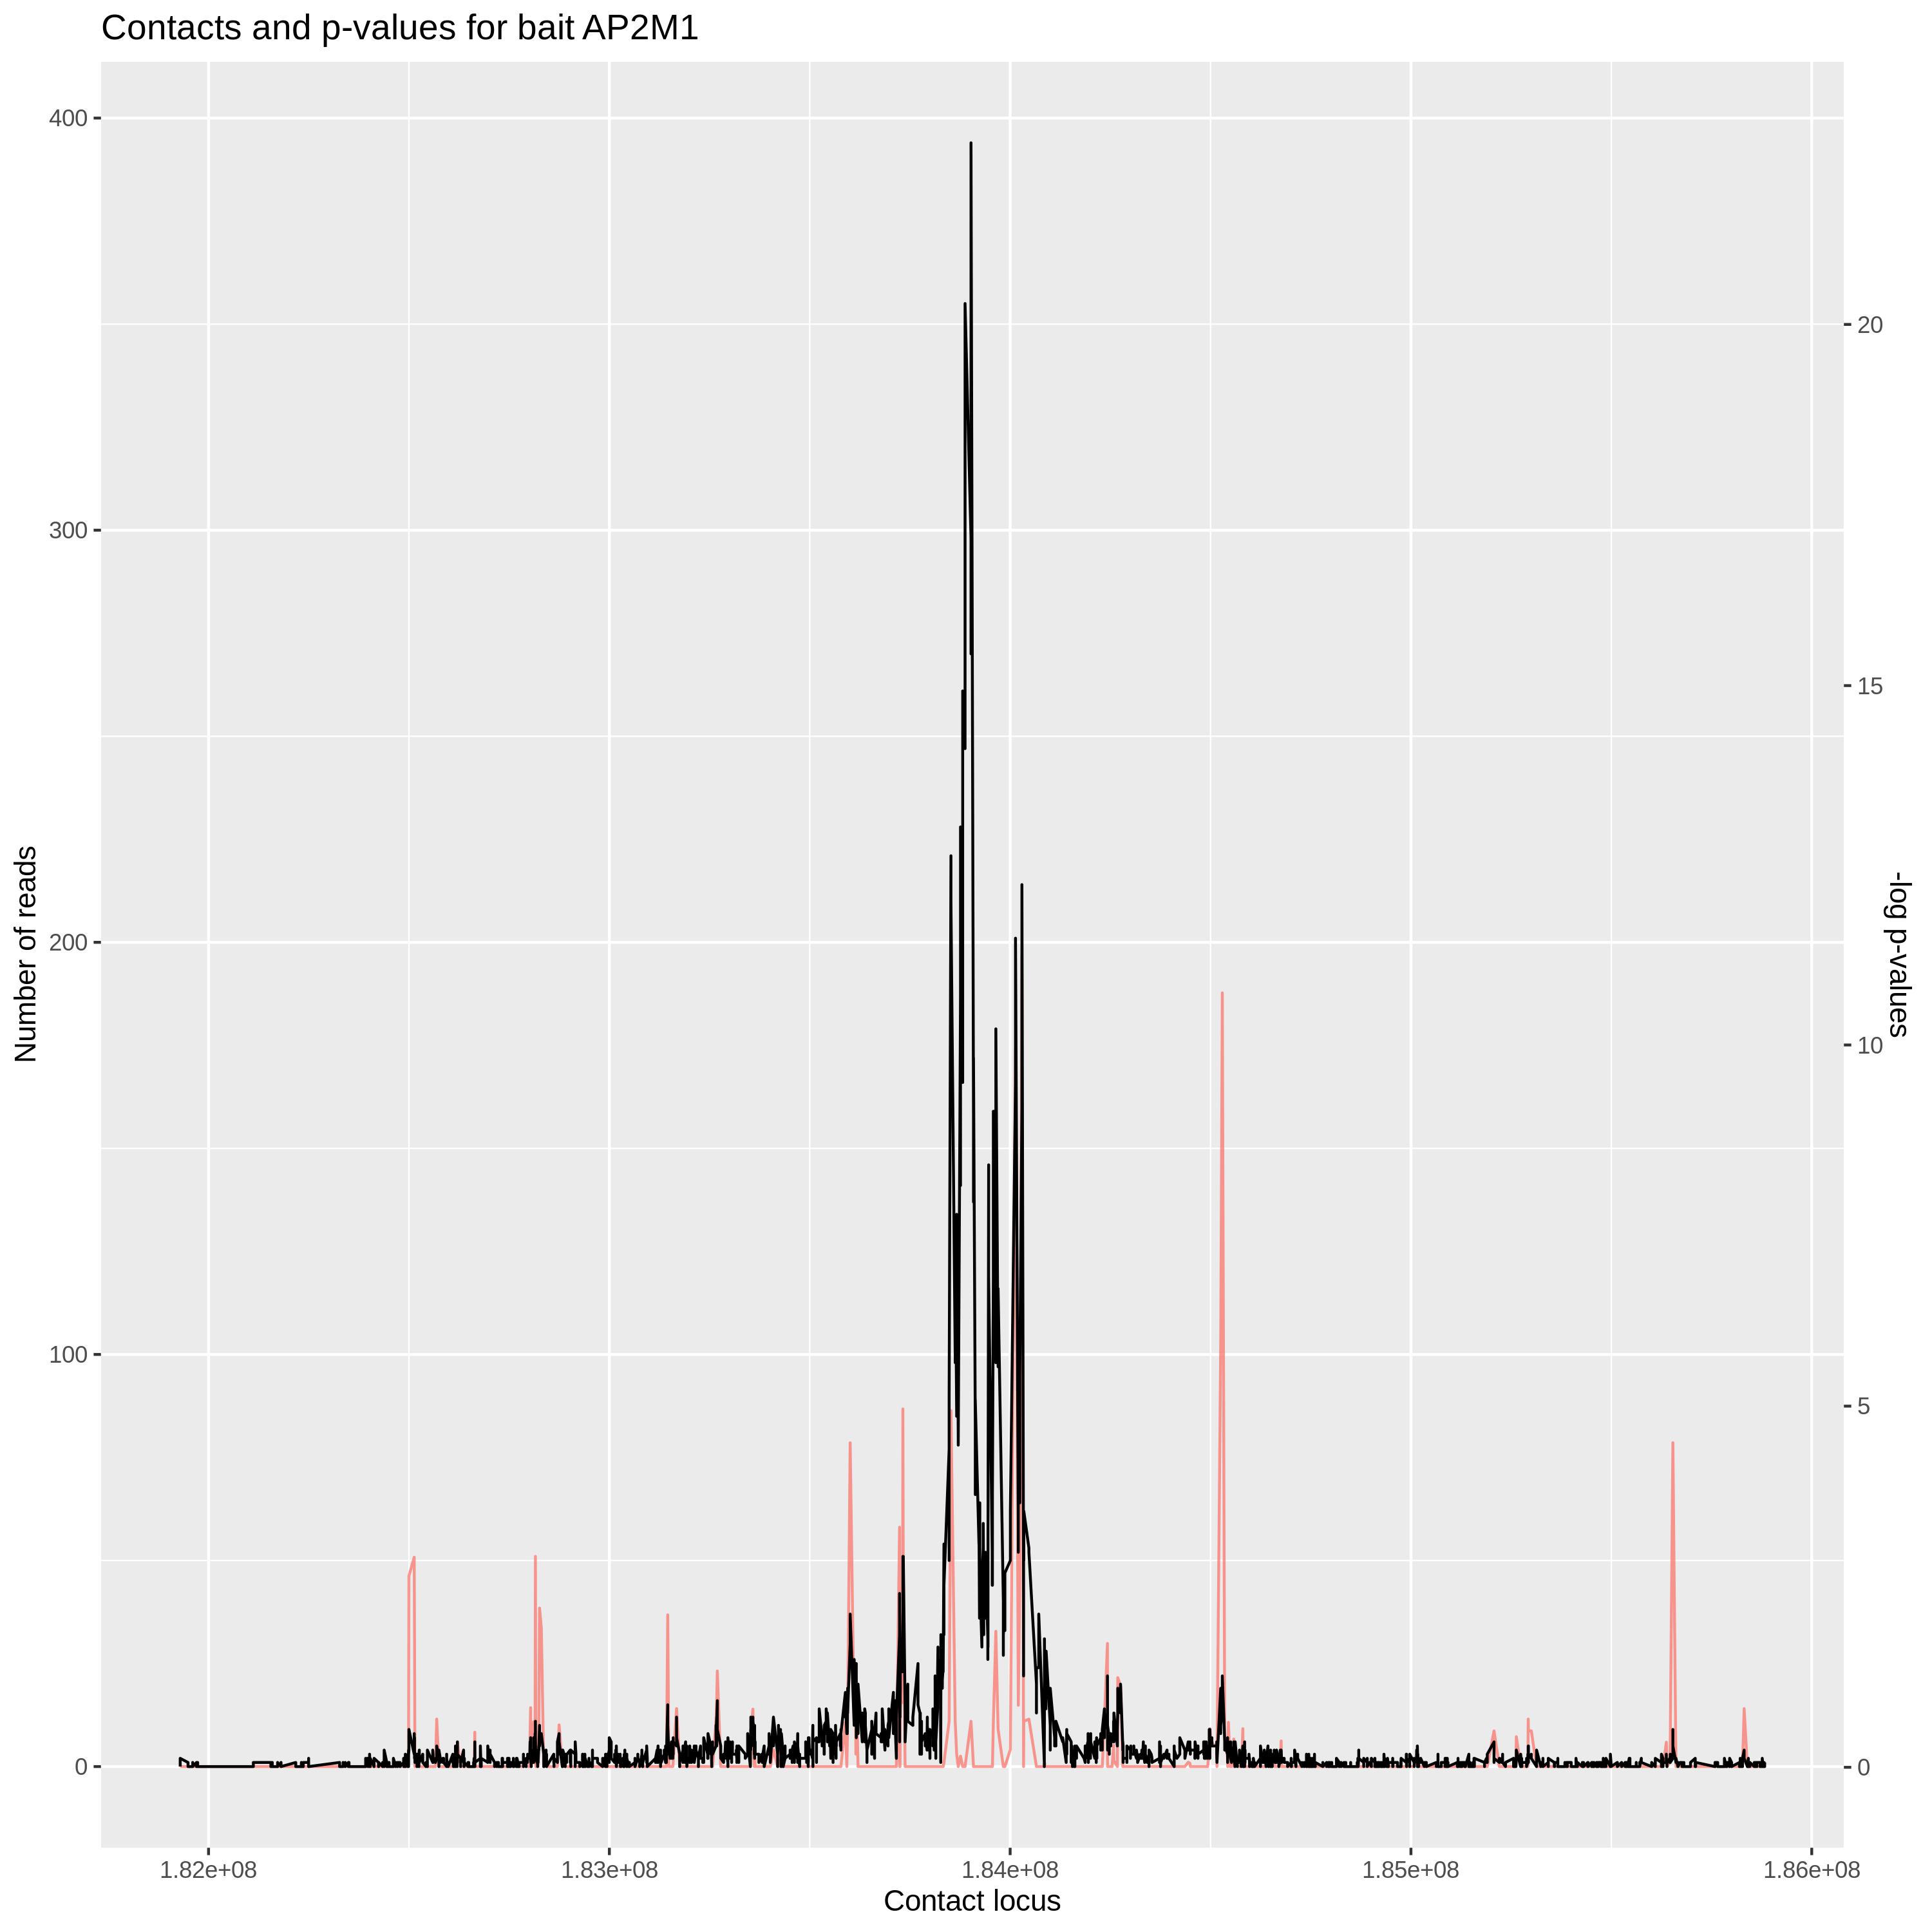 Contacts and p-values for bait AP2M1
400
300
200
100
0
Number of reads
20
15
10
5
0
-log p-values
1.82e+08
1.83e+08
1.84e+08
1.85e+08
1.86e+08
Contact locus